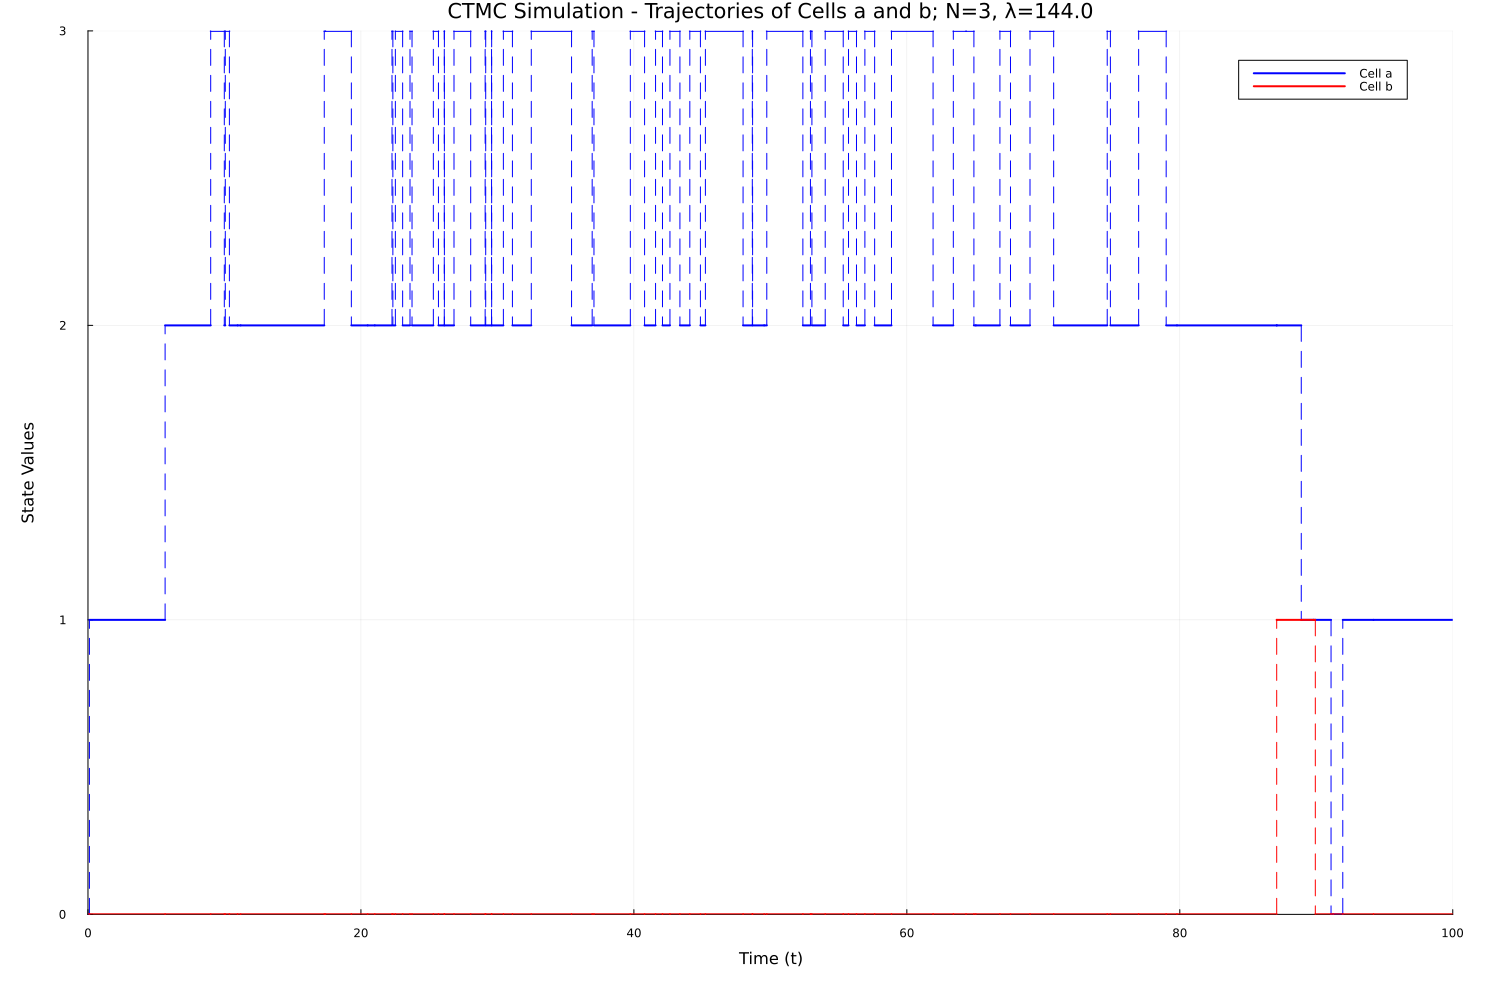 CTMC Simulation - Trajectories of Cells a and b; N=3, λ=144.0
3
Cell a
Cell b
2
State Values
1
0
0 20 40 60 80 100
Time (t)